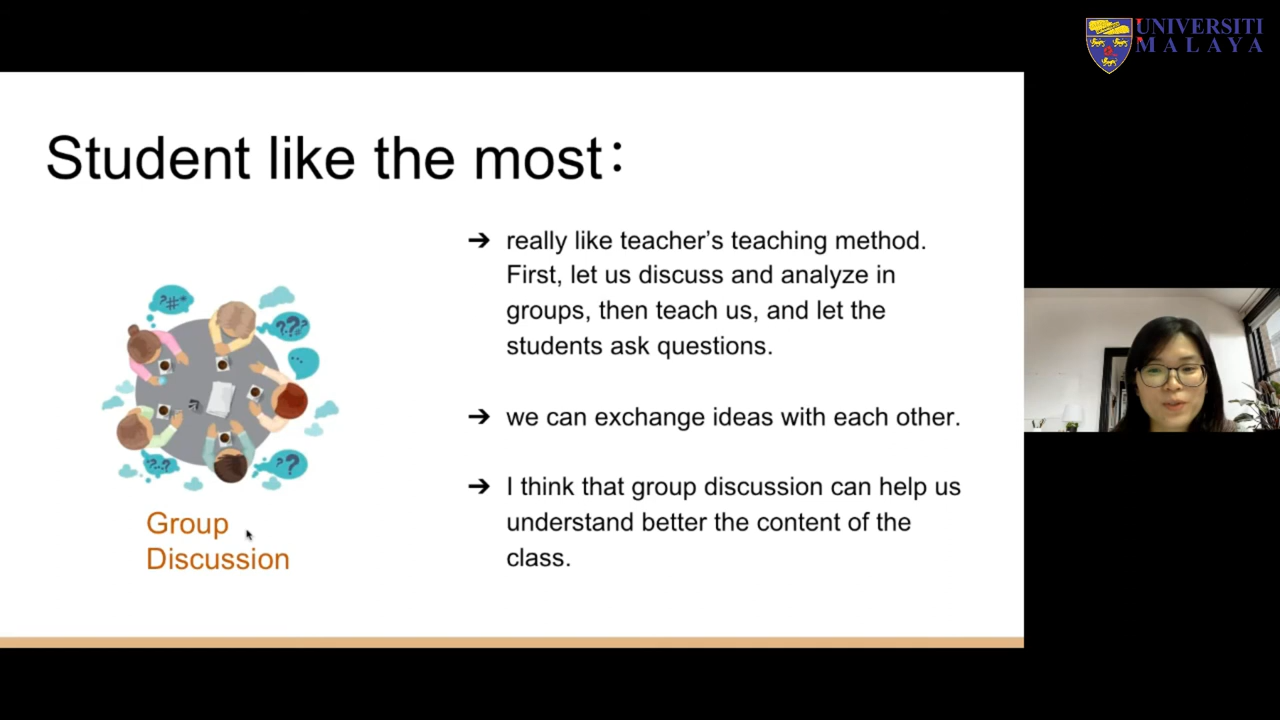 UNIVERSITI
MALAYA
Student like the most：
➔ really like teacher’s teaching method.
First, let us discuss and analyze in
groups, then teach us, and let the
students ask questions.
➔ we can exchange ideas with each other.
➔ I think that group discussion can help us
understand better the content of the
class.
?#*
???
?-.?
??
Group
Discussion